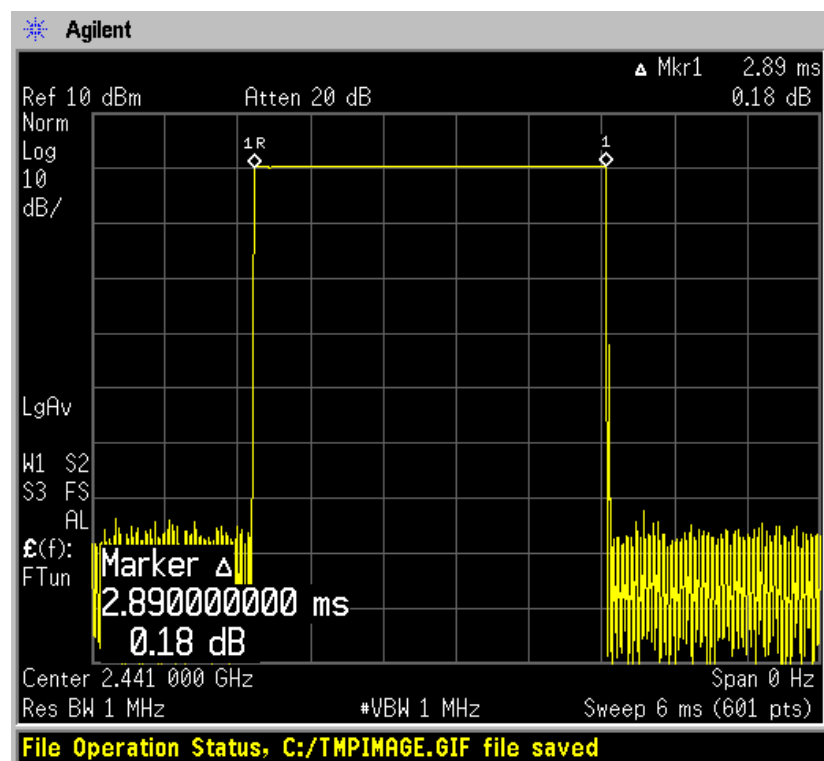 Agilent
Δ Mkr1 2.89 ms
Ref 10 dBm Atten 20 dB 0.18 dB
Norm
Log
10
dB/
1R
1
LgAv
W1 S2
S3 FS
AL
£(f):
FTun
Marker Δ
2.890000000 ms
0.18 dB
Center 2.441 000 GHz Span 0 Hz
Res BW 1 MHz #VBW 1 MHz Sweep 6 ms (601 pts)
File Operation Status, C:/TMPIMAGE.GIF file saved